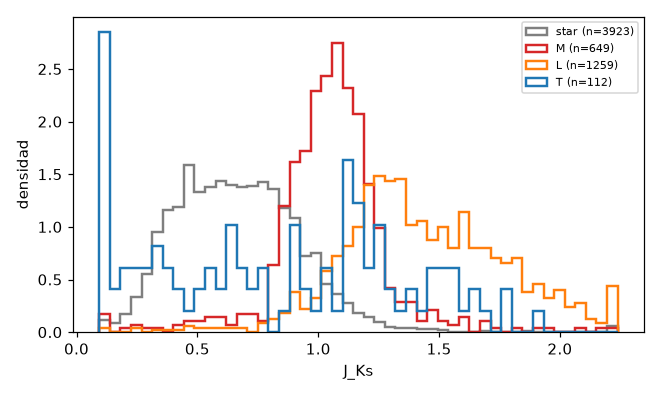 star (n=3923)
M (n=649)
L (n=1259)
T (n=112)
densidad
2.5
2.0
1.5
1.0
0.5
0.0
0.0
0.5
1.0
1.5
2.0
J_Ks